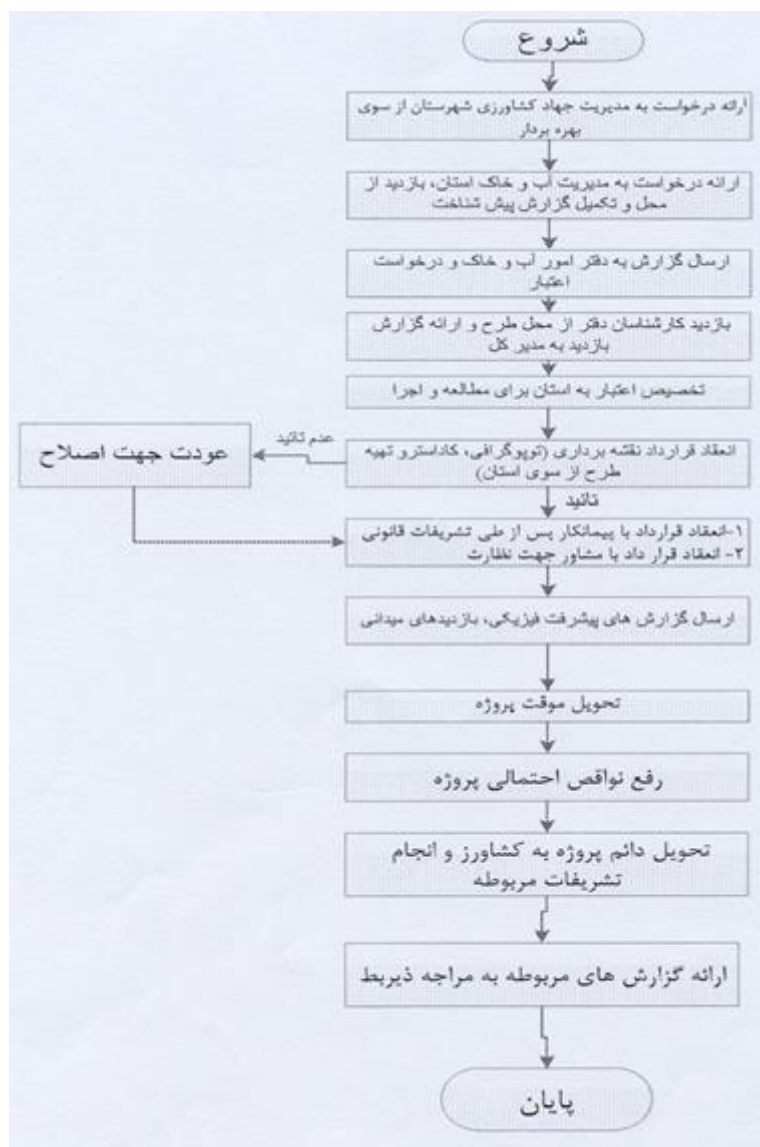 شروع
ارائه درخواست به مدیریت جهاد کشاورزی شهرستان از سوی
بهره بردار
ارائه درخواست به مدیریت آب و خاک استان، بازدید از
محل و تکمیل گزارش پیش شناخت
ارسال گزارش به دفتر امور آب و خاک و درخواست
اعتبار
بازدید کارشناسان دفتر از محل طرح و ارائه گزارش
بازدید به مدیر کل
تخصیص اعتبار به استان برای مطالعه و اجرا
انعقاد قرارداد نقشه برداری (توپوگرافی، کاداسترو تهیه
طرح از سوی استان)
عدم تائید
عودت جهت اصلاح
تائید
۱-انعقاد قرارداد با پیمانکار پس از طی تشریفات قانونی
۲- انعقاد قرار داد با مشاور جهت نظارت
ارسال گزارش های پیشرفت فیزیکی، بازدیدهای میدانی
تحویل موقت پروژه
رفع نواقص احتمالی پروژه
تحویل دائم پروژه به کشاورز و انجام
تشریفات مربوطه
ارائه گزارش های مربوطه به مراجه ذیربط
پایان